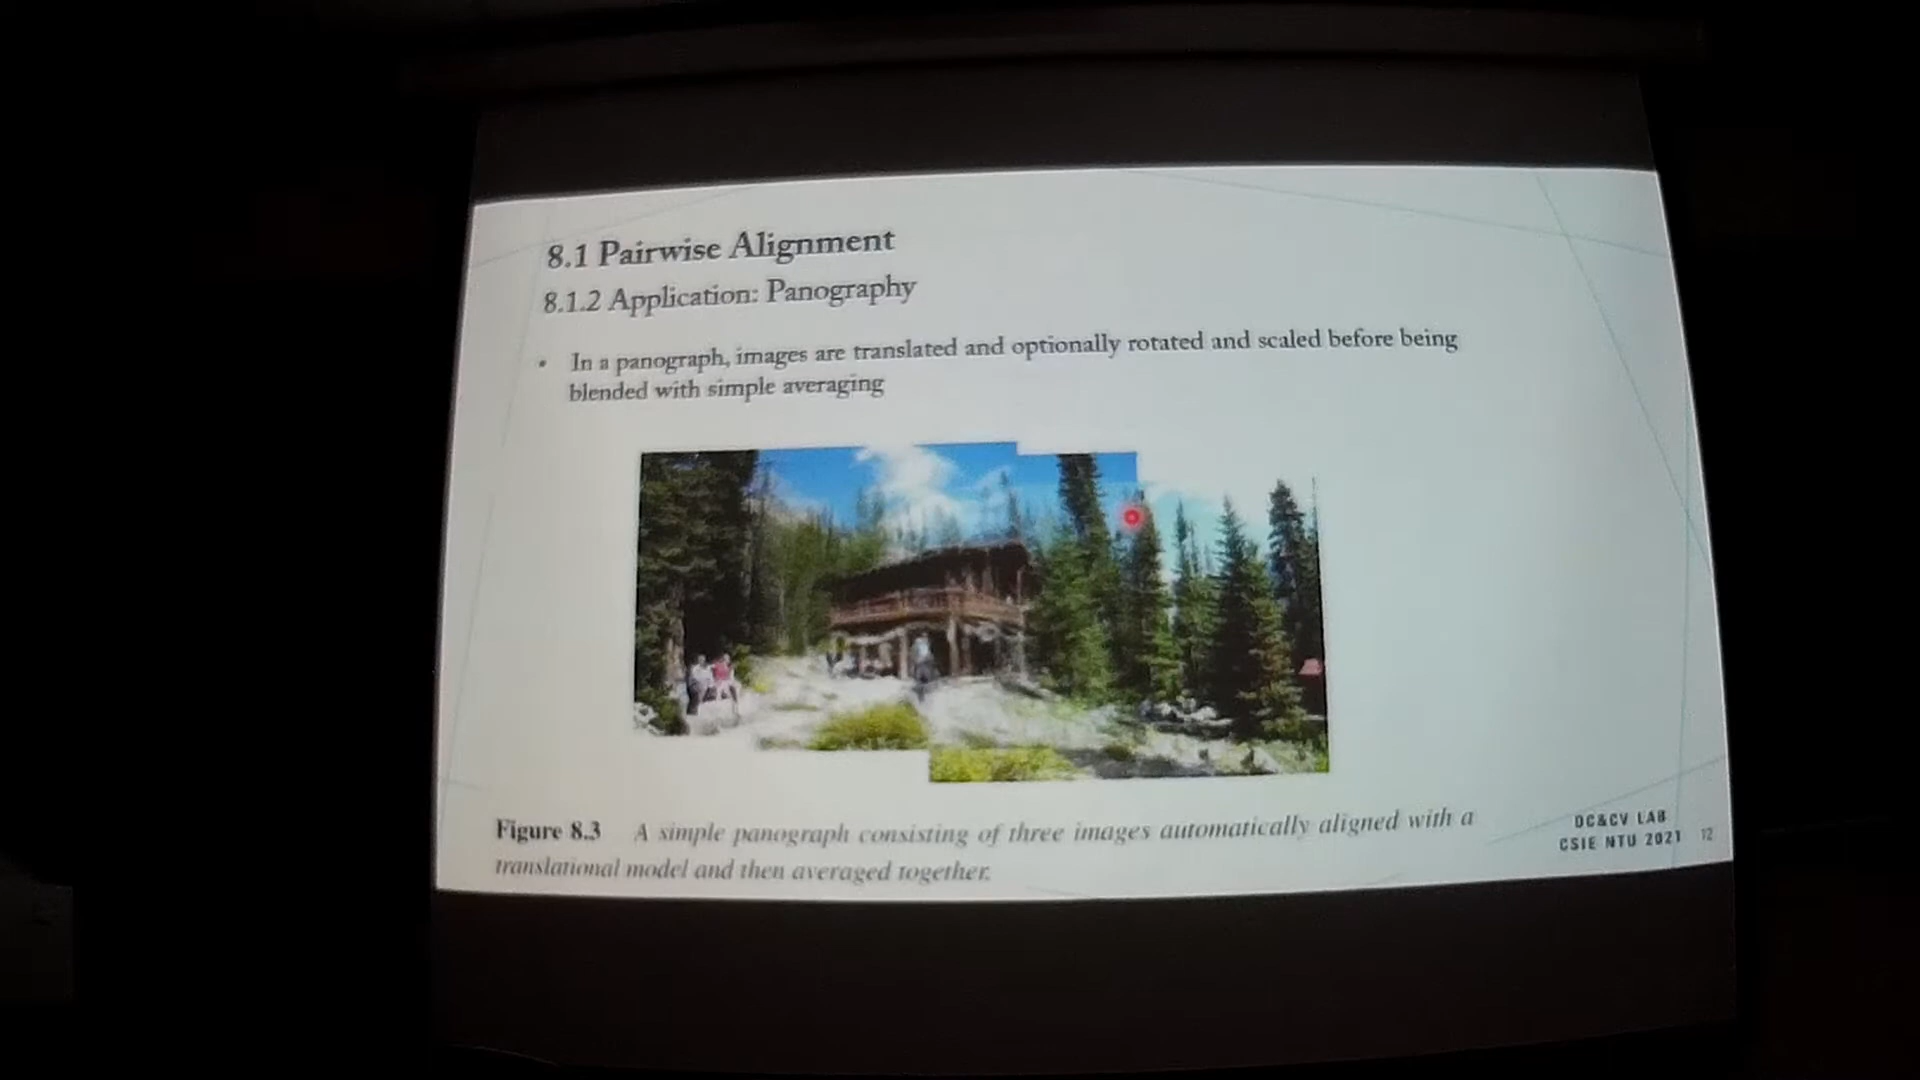 8.1 Pairwise Alignment
8.1.2 Application: Panography
• In a panograph, images are translated and optionally rotated and scaled before being
blended with simple averaging
Figure 8.3 A simple panograph consisting of three images automatically aligned with a
translational model and then averaged together.
DC&CV LAB
CSIE NTU 2021 12